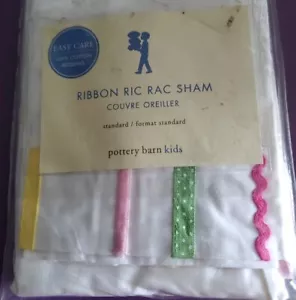 EASY CARE
RIBBON RIC RAC SHAM
COUVRE OREILLER
standard / format standard
pottery barn kids